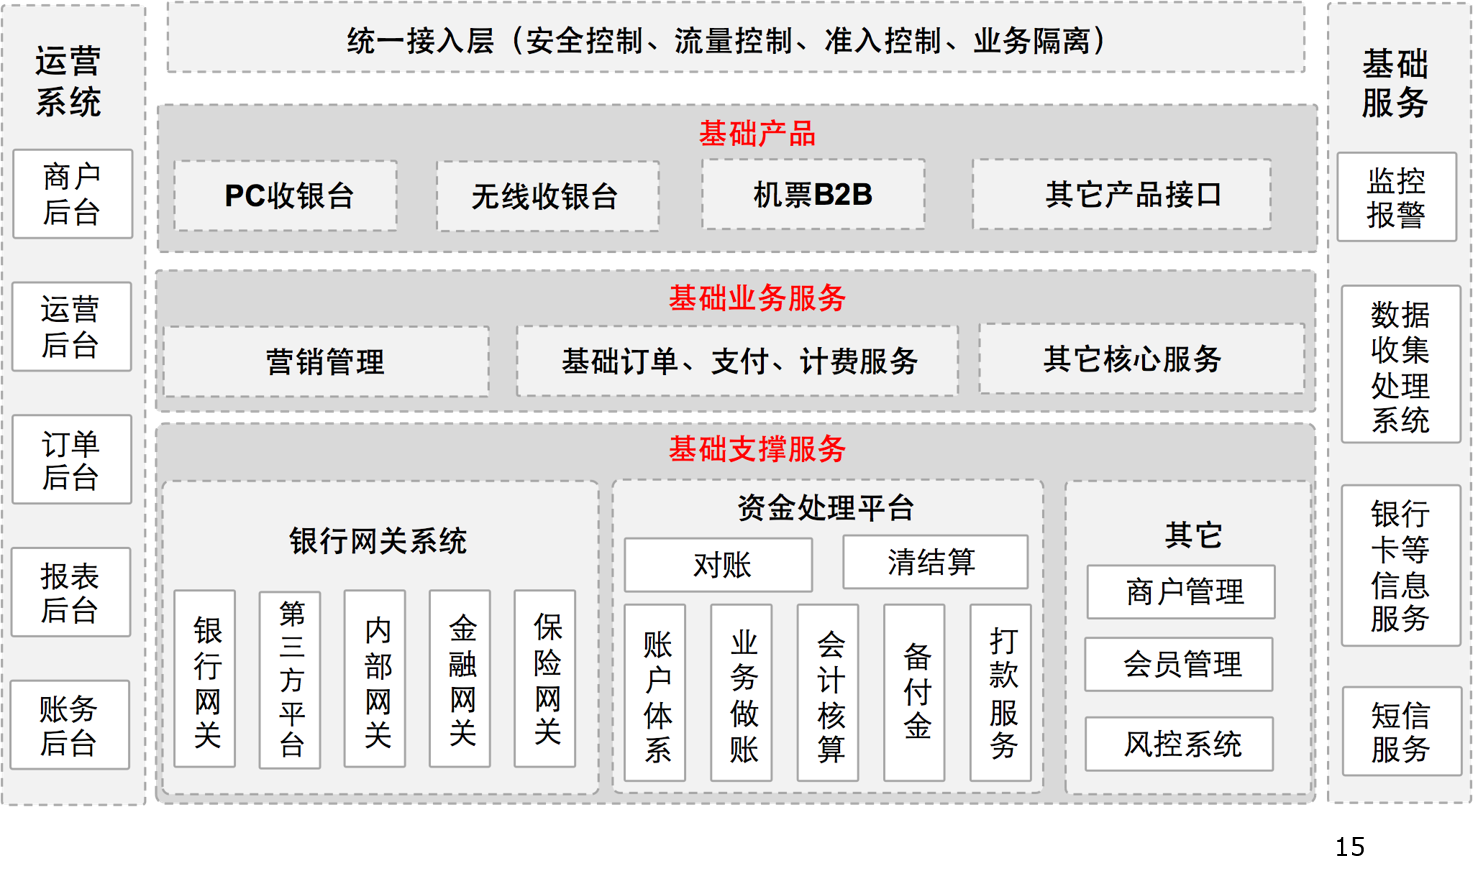 运营
系统
商户
后台
运营
后台
订单
后台
报表
后台
账务
后台
统一接入层（安全控制、流量控制、准入控制、业务隔离）
基础产品
PC收银台
无线收银台
机票B2B
其它产品接口
基础业务服务
营销管理
基础订单、支付、计费服务
其它核心服务
基础支撑服务
银行网关系统
银行网关
第三方平台
内部网关
金融网关
保险网关
资金处理平台
对账
清结算
账户体系
业务做账
会计核算
备付金
打款服务
其它
商户管理
会员管理
风控系统
基础
服务
监控
报警
数据
收集
处理
系统
银行
卡等
信息
服务
短信
服务
15